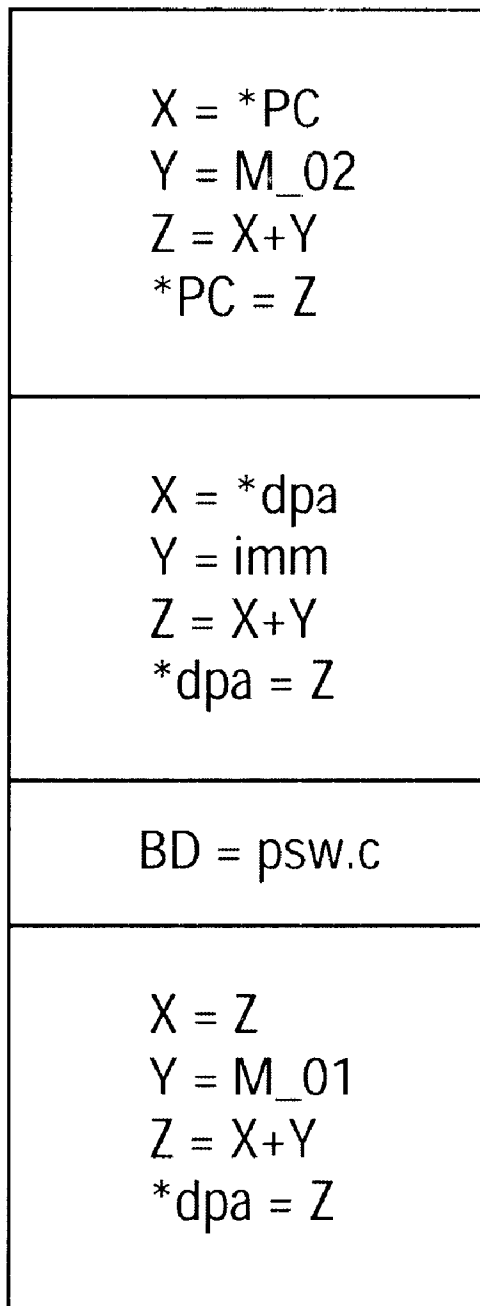 X = *PC
Y = M_02
Z = X+Y
*PC = Z
X = *dpa
Y = imm
Z = X+Y
*dpa = Z
BD = psw.c
X = Z
Y = M_01
Z = X+Y
*dpa = Z